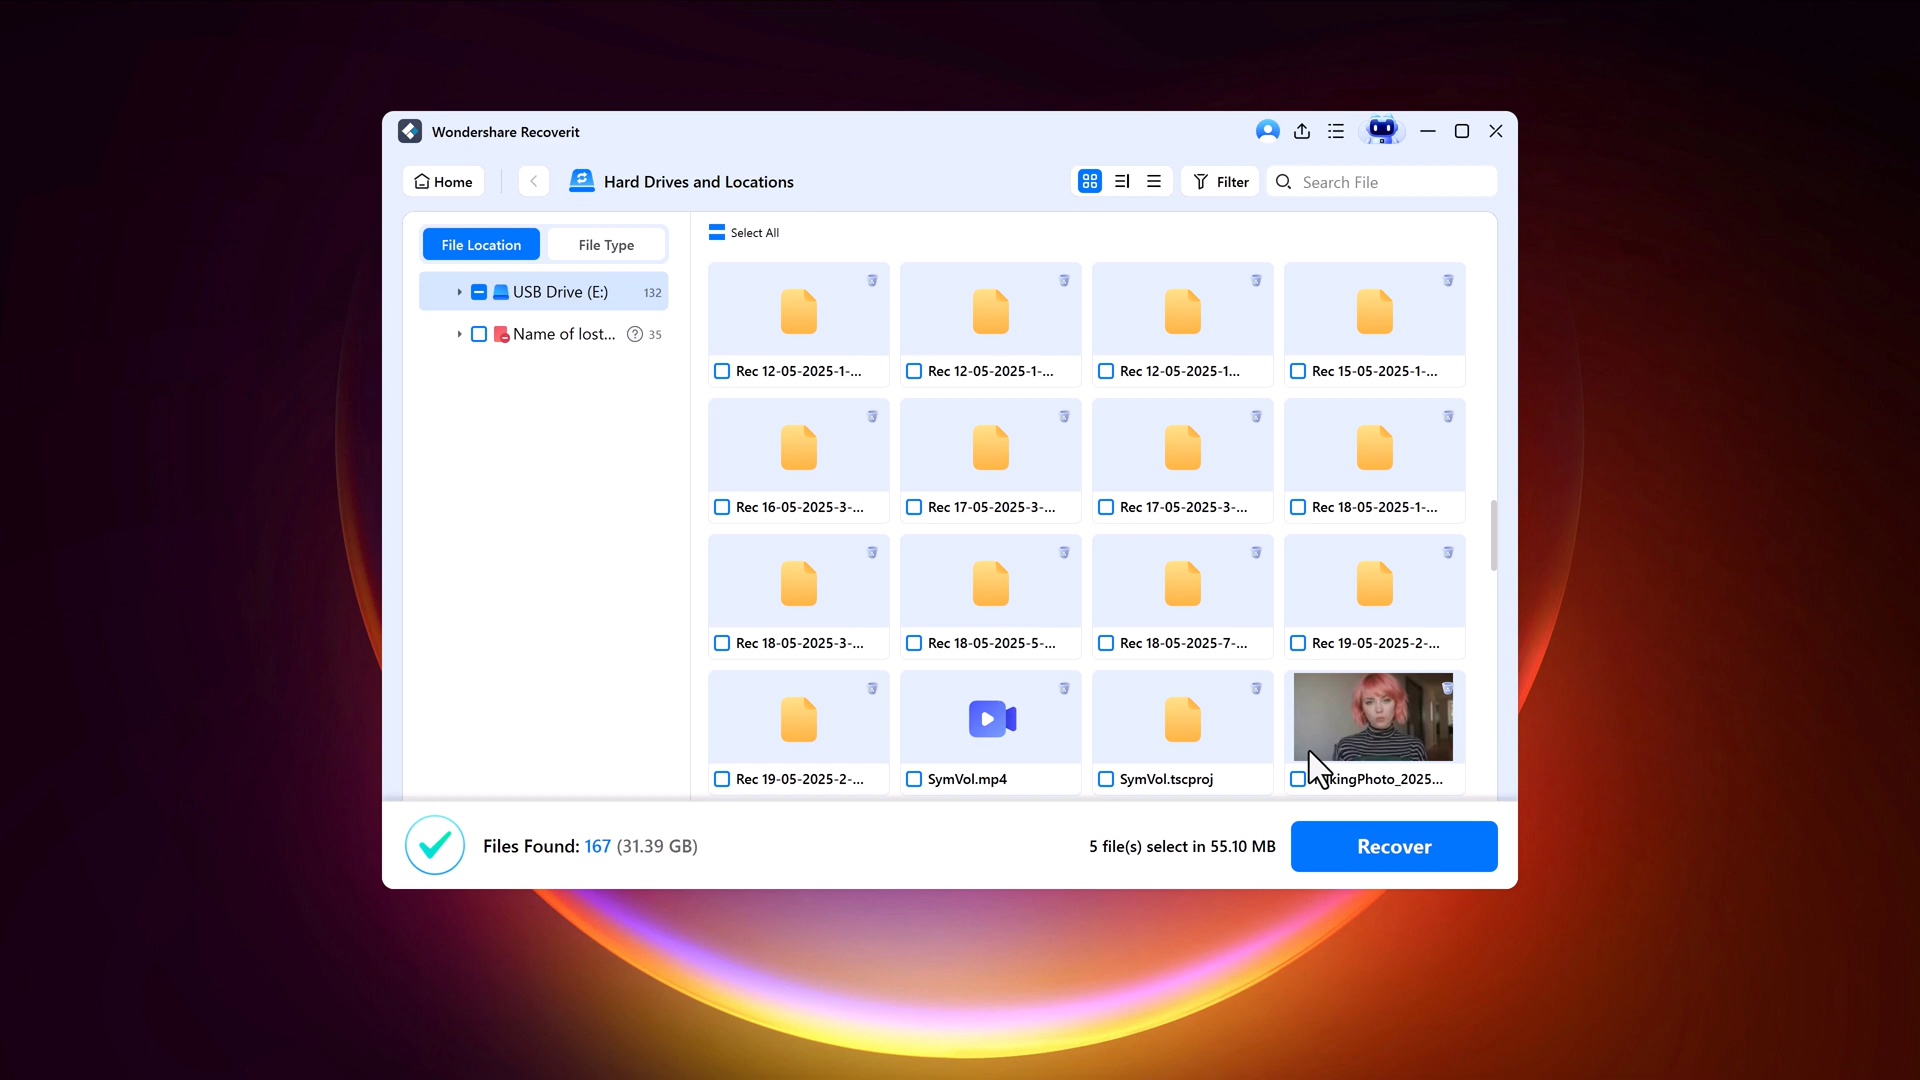 Wondershare Recoverit
Home
Hard Drives and Locations
Filter
Search File
File Location
File Type
USB Drive (E:)
132
Name of lost...
35
Select All
Rec 12-05-2025-1-...
Rec 12-05-2025-1-...
Rec 12-05-2025-1...
Rec 15-05-2025-1-...
Rec 16-05-2025-3-...
Rec 17-05-2025-3-...
Rec 17-05-2025-3-...
Rec 18-05-2025-1-...
Rec 18-05-2025-3-...
Rec 18-05-2025-5-...
Rec 18-05-2025-7-...
Rec 19-05-2025-2-...
Rec 19-05-2025-2-...
SymVol.mp4
SymVol.tscproj
Files Found: 167 (31.39 GB)
5 file(s) select in 55.10 MB
Recover